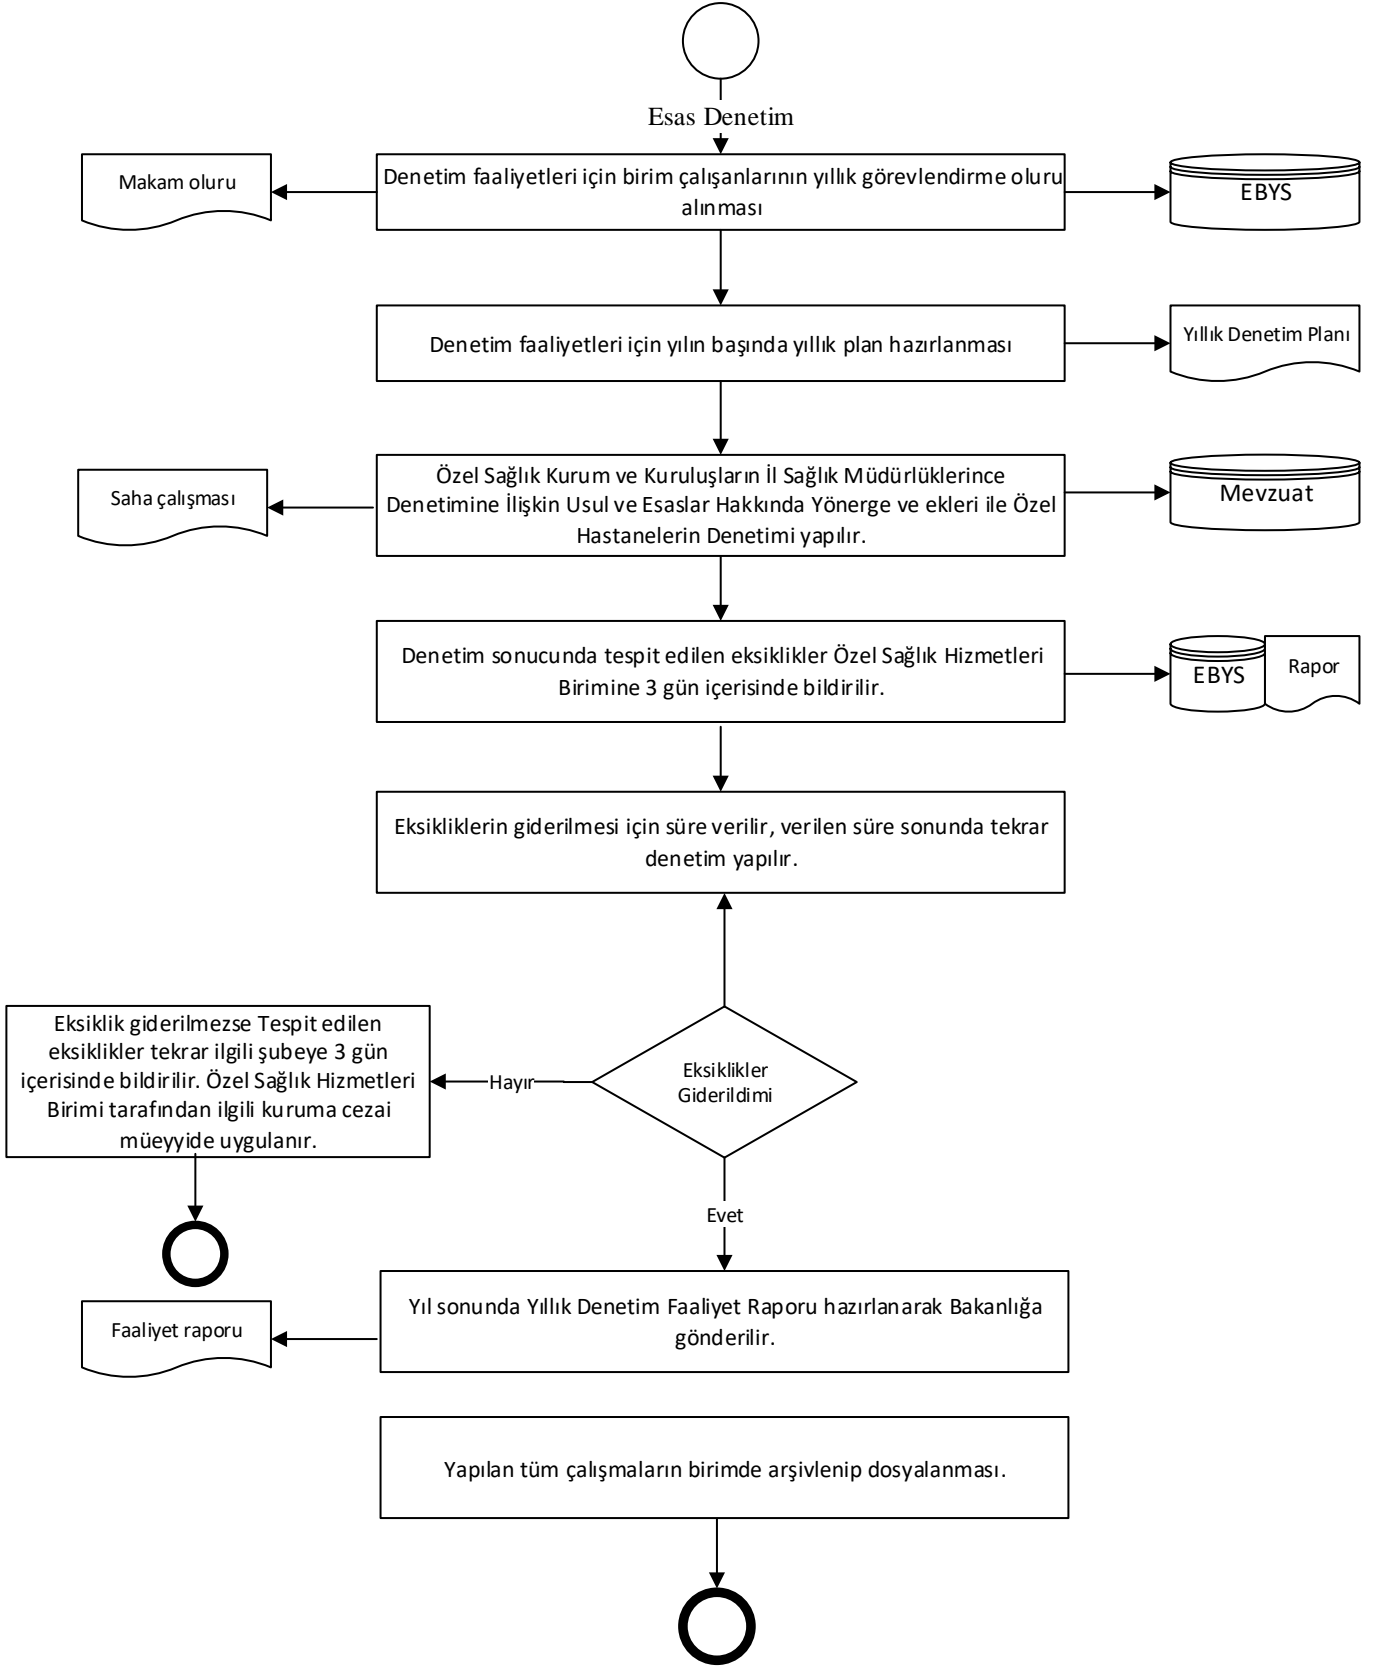 Esas Denetim
Makam oluru
Denetim faaliyetleri için birim çalışanlarının yıllık görevlendirme oluru
alınması
EBYS
Denetim faaliyetleri için yılın başında yıllık plan hazırlanması
Yıllık Denetim Planı
Saha çalışması
Özel Sağlık Kurum ve Kuruluşların İl Sağlık Müdürlüklerince
Denetimine İlişkin Usul ve Esaslar Hakkında Yönerge ve ekleri ile Özel
Hastanelerin Denetimi yapılır.
Mevzuat
Denetim sonucunda tespit edilen eksiklikler Özel Sağlık Hizmetleri
Birimine 3 gün içerisinde bildirilir.
EBYS
Rapor
Eksikliklerin giderilmesi için süre verilir, verilen süre sonunda tekrar
denetim yapılır.
Eksiklik giderilmezse Tespit edilen
eksiklikler tekrar ilgili şubeye 3 gün
içerisinde bildirilir. Özel Sağlık Hizmetleri
Birimi tarafından ilgili kuruma cezai
müeyyide uygulanır.
Hayır
Eksiklikler
Giderildimi
Evet
Faaliyet raporu
Yıl sonunda Yıllık Denetim Faaliyet Raporu hazırlanarak Bakanlığa
gönderilir.
Yapılan tüm çalışmaların birimde arşivlenip dosyalanması.